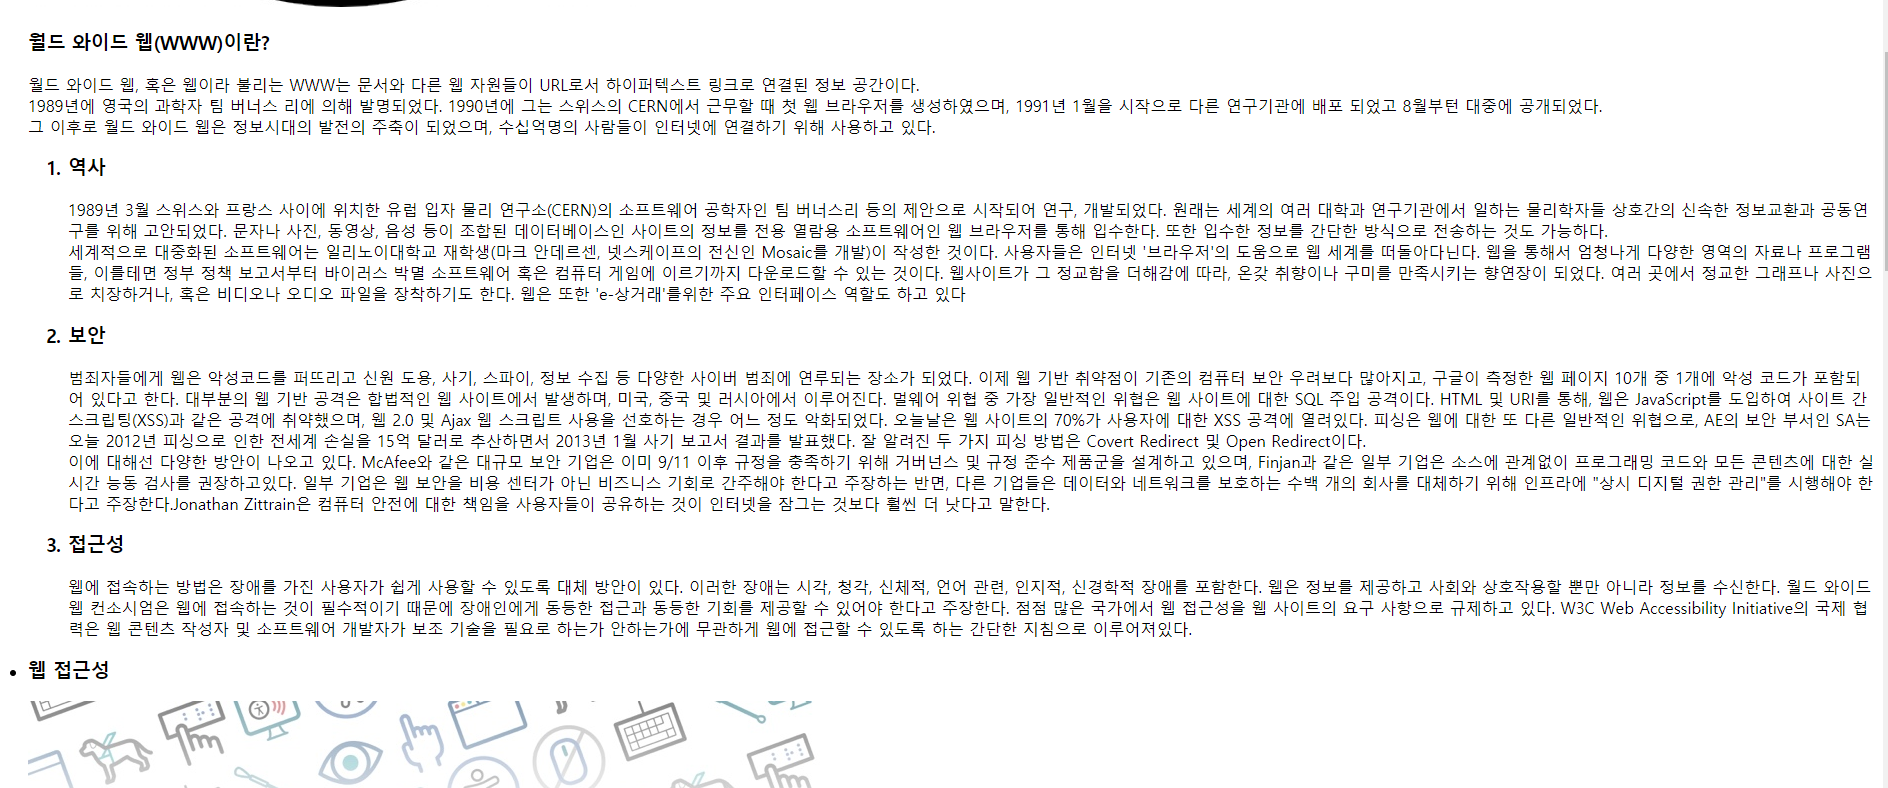 월드 와이드 웹(WWW)이란?
월드 와이드 웹, 혹은 웹이라 불리는 WWW는 문서와 다른 웹 자원들이 URL로서 하이퍼텍스트 링크로 연결된 정보 공간이다.
1989년에 영국의 과학자 팀 버너스 리에 의해 발명되었다. 1990년에 그는 스위스의 CERN에서 근무할 때 첫 웹 브라우저를 생성하였으며, 1991년 1월을 시작으로 다른 연구기관에 배포 되었고 8월부턴 대중에 공개되었다.
그 이후로 월드 와이드 웹은 정보시대의 발전의 주축이 되었으며, 수십억명의 사람들이 인터넷에 연결하기 위해 사용하고 있다.
1. 역사
1989년 3월 스위스와 프랑스 사이에 위치한 유럽 입자 물리 연구소(CERN)의 소프트웨어 공학자인 팀 버너스리 등의 제안으로 시작되어 연구, 개발되었다. 원래는 세계의 여러 대학과 연구기관에서 일하는 물리학자들 상호간의 신속한 정보교환과 공동연
구를 위해 고안되었다. 문자나 사진, 동영상, 음성 등이 조합된 데이터베이스인 사이트의 정보를 전용 열람용 소프트웨어인 웹 브라우저를 통해 입수한다. 또한 입수한 정보를 간단한 방식으로 전송하는 것도 가능하다.
세계적으로 대중화된 소프트웨어는 일리노이대학교 재학생(마크 안데르센, 넷스케이프의 전신인 Mosaic를 개발)이 작성한 것이다. 사용자들은 인터넷 '브라우저'의 도움으로 웹 세계를 떠돌아다닌다. 웹을 통해서 엄청나게 다양한 영역의 자료나 프로그램
들, 이를테면 정부 정책 보고서부터 바이러스 박멸 소프트웨어 혹은 컴퓨터 게임에 이르기까지 다운로드할 수 있는 것이다. 웹사이트가 그 정교함을 더해감에 따라, 온갖 취향이나 구미를 만족시키는 향연장이 되었다. 여러 곳에서 정교한 그래프나 사진으
로 치장하거나, 혹은 비디오나 오디오 파일을 장착하기도 한다. 웹은 또한 'e-상거래'를위한 주요 인터페이스 역할도 하고 있다
2. 보안
범죄자들에게 웹은 악성코드를 퍼뜨리고 신원 도용, 사기, 스파이, 정보 수집 등 다양한 사이버 범죄에 연루되는 장소가 되었다. 이제 웹 기반 취약점이 기존의 컴퓨터 보안 우려보다 많아지고, 구글이 측정한 웹 페이지 10개 중 1개에 악성 코드가 포함되
어 있다고 한다. 대부분의 웹 기반 공격은 합법적인 웹 사이트에서 발생하며, 미국, 중국 및 러시아에서 이루어진다. 멀웨어 위협 중 가장 일반적인 위협은 웹 사이트에 대한 SQL 주입 공격이다. HTML 및 URI를 통해, 웹은 JavaScript를 도입하여 사이트 간
스크립팅(XSS)과 같은 공격에 취약했으며, 웹 2.0 및 Ajax 웹 스크립트 사용을 선호하는 경우 어느 정도 악화되었다. 오늘날은 웹 사이트의 70%가 사용자에 대한 XSS 공격에 열려있다. 피싱은 웹에 대한 또 다른 일반적인 위협으로, AE의 보안 부서인 SA는
오늘 2012년 피싱으로 인한 전세계 손실을 15억 달러로 추산하면서 2013년 1월 사기 보고서 결과를 발표했다. 잘 알려진 두 가지 피싱 방법은 Covert Redirect 및 Open Redirect이다.
이에 대해선 다양한 방안이 나오고 있다. McAfee와 같은 대규모 보안 기업은 이미 9/11 이후 규정을 충족하기 위해 거버넌스 및 규정 준수 제품군을 설계하고 있으며, Finjan과 같은 일부 기업은 소스에 관계없이 프로그래밍 코드와 모든 콘텐츠에 대한 실
시간 능동 검사를 권장하고있다. 일부 기업은 웹 보안을 비용 센터가 아닌 비즈니스 기회로 간주해야 한다고 주장하는 반면, 다른 기업들은 데이터와 네트워크를 보호하는 수백 개의 회사를 대체하기 위해 인프라에 "상시 디지털 권한 관리"를 시행해야 한
다고 주장한다.Jonathan Zittrain은 컴퓨터 안전에 대한 책임을 사용자들이 공유하는 것이 인터넷을 잠그는 것보다 훨씬 더 낫다고 말한다.
3. 접근성
웹에 접속하는 방법은 장애를 가진 사용자가 쉽게 사용할 수 있도록 대체 방안이 있다. 이러한 장애는 시각, 청각, 신체적, 언어 관련, 인지적, 신경학적 장애를 포함한다. 웹은 정보를 제공하고 사회와 상호작용할 뿐만 아니라 정보를 수신한다. 월드 와이드
웹 컨소시엄은 웹에 접속하는 것이 필수적이기 때문에 장애인에게 동등한 접근과 동등한 기회를 제공할 수 있어야 한다고 주장한다. 점점 많은 국가에서 웹 접근성을 웹 사이트의 요구 사항으로 규제하고 있다. W3C Web Accessibility Initiative의 국제 협
력은 웹 콘텐츠 작성자 및 소프트웨어 개발자가 보조 기술을 필요로 하는가 안하는가에 무관하게 웹에 접근할 수 있도록 하는 간단한 지침으로 이루어져있다.
• 웹 접근성